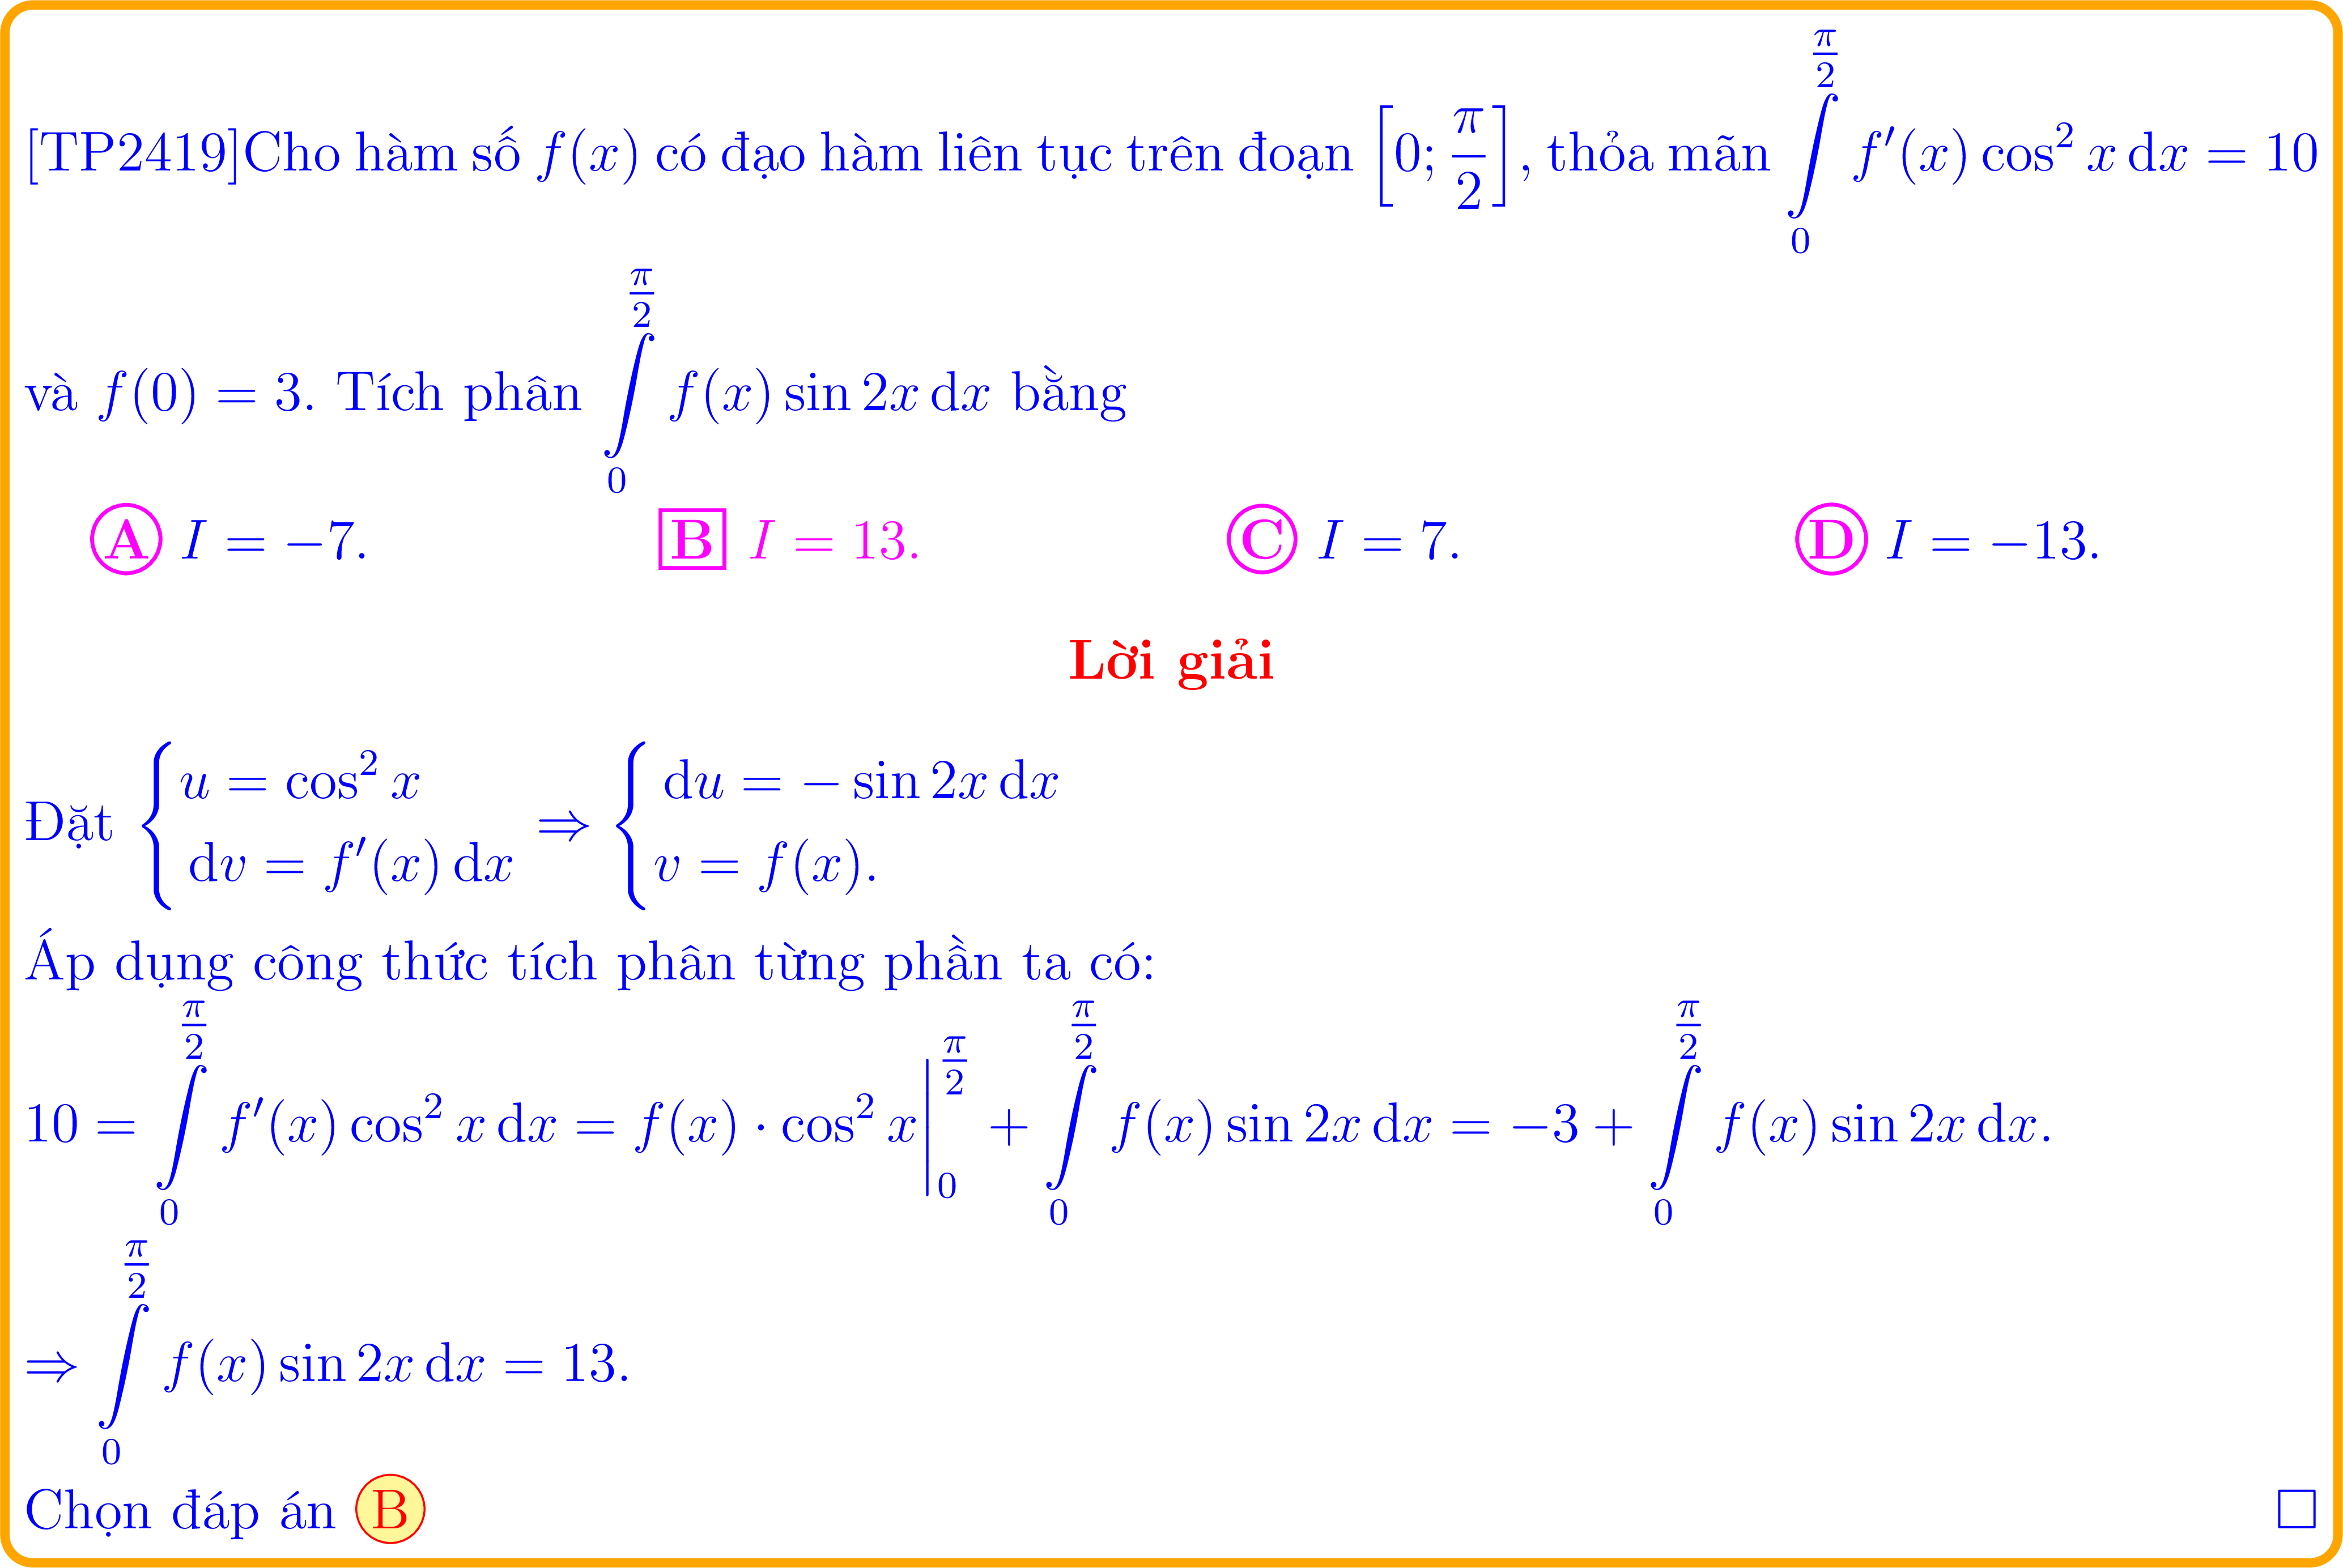 [TP2419]Cho hàm số $f(x)$ có đạo hàm liên tục trên đoạn $\left[0; \dfrac{\pi}{2}\right]$, thỏa mãn $\int\limits_0^{\frac{\pi}{2}} f'(x) \cos^2 x \, \mathrm{d}x = 10$
và $f(0) = 3$. Tích phân $\int\limits_0^{\frac{\pi}{2}} f(x) \sin 2x \, \mathrm{d}x$ bằng
A $I = -7$. B $I = 13$. C $I = 7$. D $I = -13$.
Lời giải
Đặt $\begin{cases} u = \cos^2 x \\ \mathrm{d}v = f'(x) \, \mathrm{d}x \end{cases} \Rightarrow \begin{cases} \mathrm{d}u = -\sin 2x \, \mathrm{d}x \\ v = f(x). \end{cases}$
Áp dụng công thức tích phân từng phần ta có:
$10 = \int\limits_0^{\frac{\pi}{2}} f'(x) \cos^2 x \, \mathrm{d}x = f(x) \cdot \cos^2 x \Big|_0^{\frac{\pi}{2}} + \int\limits_0^{\frac{\pi}{2}} f(x) \sin 2x \, \mathrm{d}x = -3 + \int\limits_0^{\frac{\pi}{2}} f(x) \sin 2x \, \mathrm{d}x.$
$\Rightarrow \int\limits_0^{\frac{\pi}{2}} f(x) \sin 2x \, \mathrm{d}x = 13.$
Chọn đáp án B □